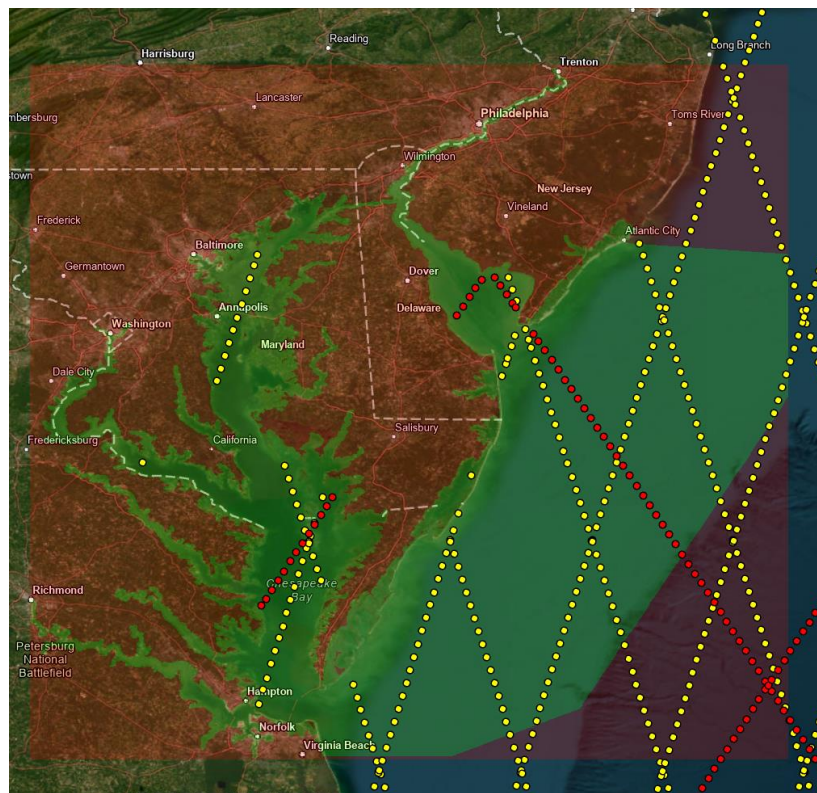 Reading
Long Branch
Harrisburg
Trenton
Lancaster
mbersburg
Philadelphia
Toms River
Wilmington
stown
New Jersey
Vineland
Frederick
Atlantic City
Baltimore
Germantown
Dover
Annapolis
Delaware
Washington
Maryland
Dale City
Salisbury
Fredericksburg
California
Chesapeake
Bay
Richmond
Petersburg
National
Battlefield
Hampton
Norfolk
Virginia Beach